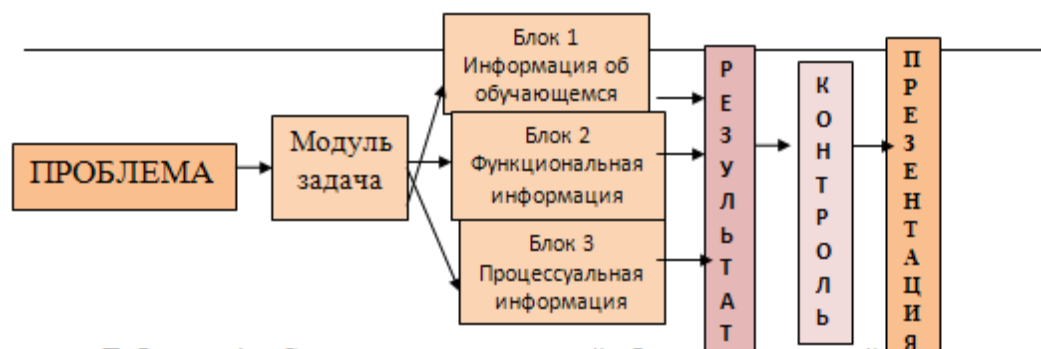 ПРОБЛЕМА
Модуль
задача
Блок 1
Информация об
обучающемся
Блок 2
Функциональная
информация
Блок 3
Процессуальная
информация
РЕЗУЛЬТАТ
КОНТРОЛЬ
ПРЕЗЕНТАЦИЯ